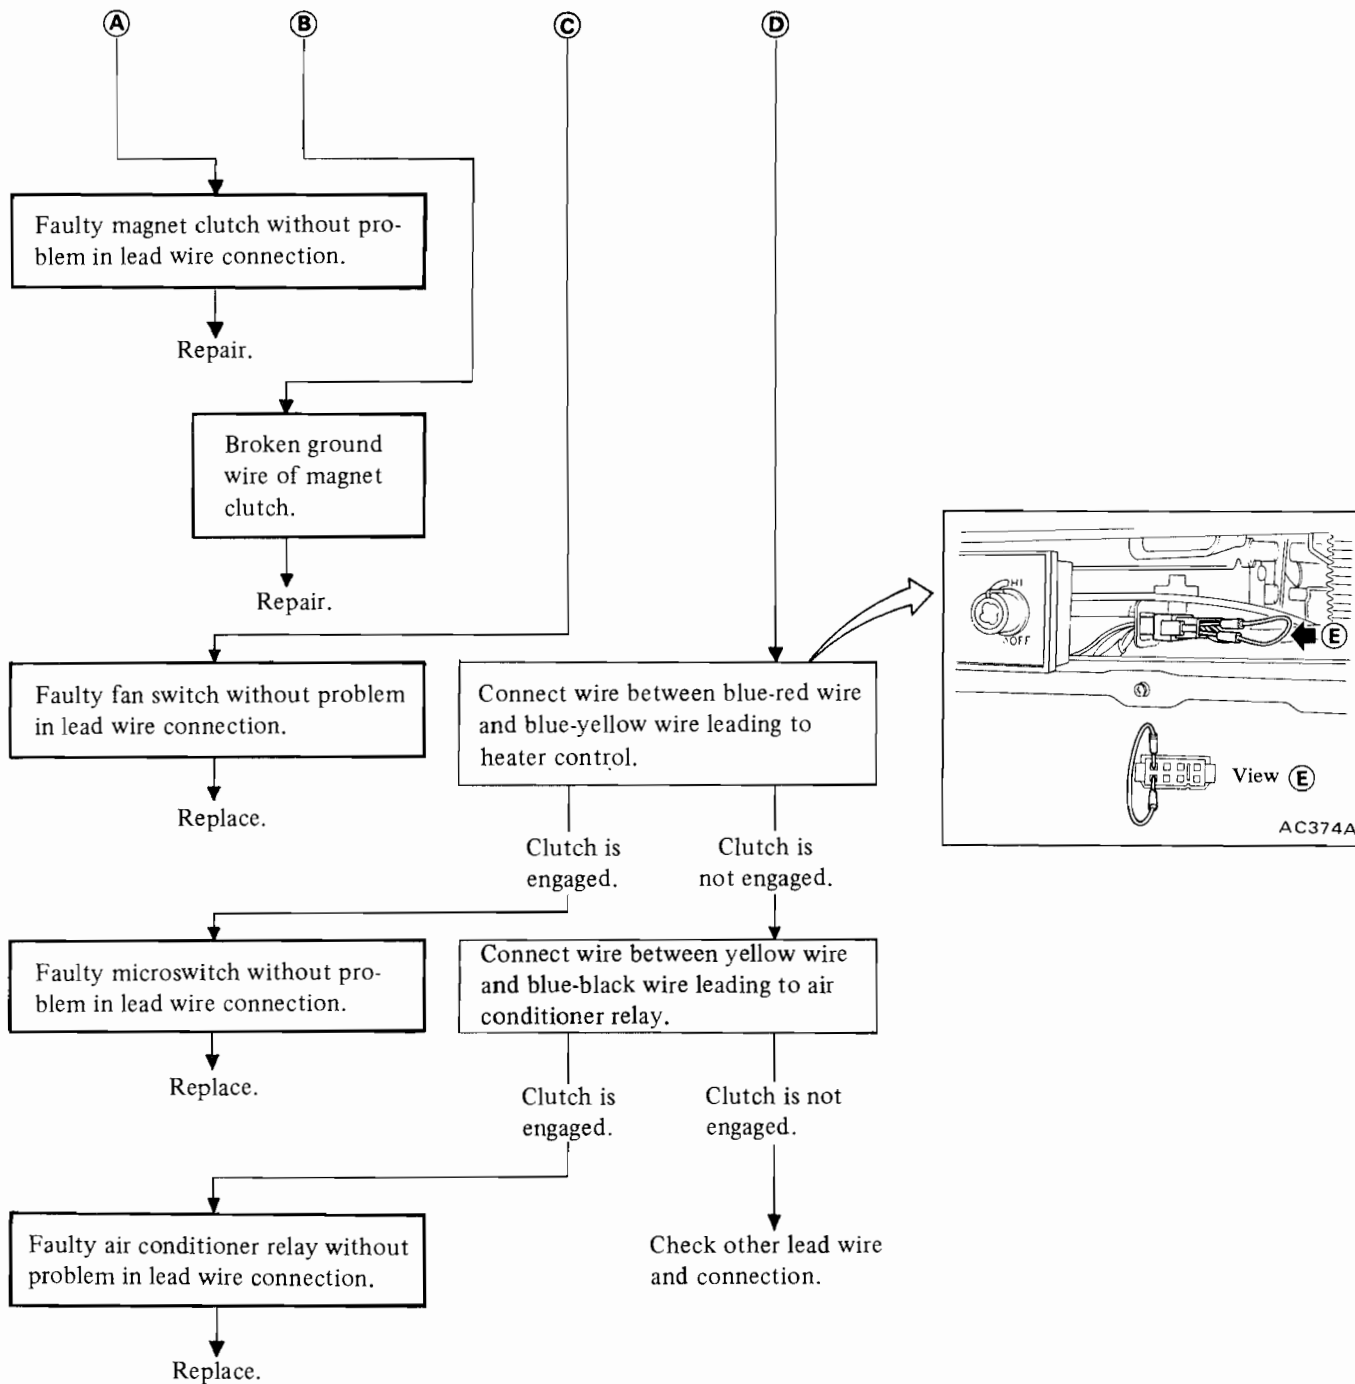 A B C D
Faulty magnet clutch without pro-
blem in lead wire connection.
Repair.
Broken ground
wire of magnet
clutch.
Repair.
Faulty fan switch without problem
in lead wire connection.
Replace.
Connect wire between blue-red wire
and blue-yellow wire leading to
heater control.
HI
OFF
E
View E
AC374A
Clutch is
engaged.
Clutch is
not engaged.
Faulty microswitch without pro-
blem in lead wire connection.
Replace.
Connect wire between yellow wire
and blue-black wire leading to air
conditioner relay.
Clutch is
engaged.
Clutch is not
engaged.
Faulty air conditioner relay without
problem in lead wire connection.
Replace.
Check other lead wire
and connection.